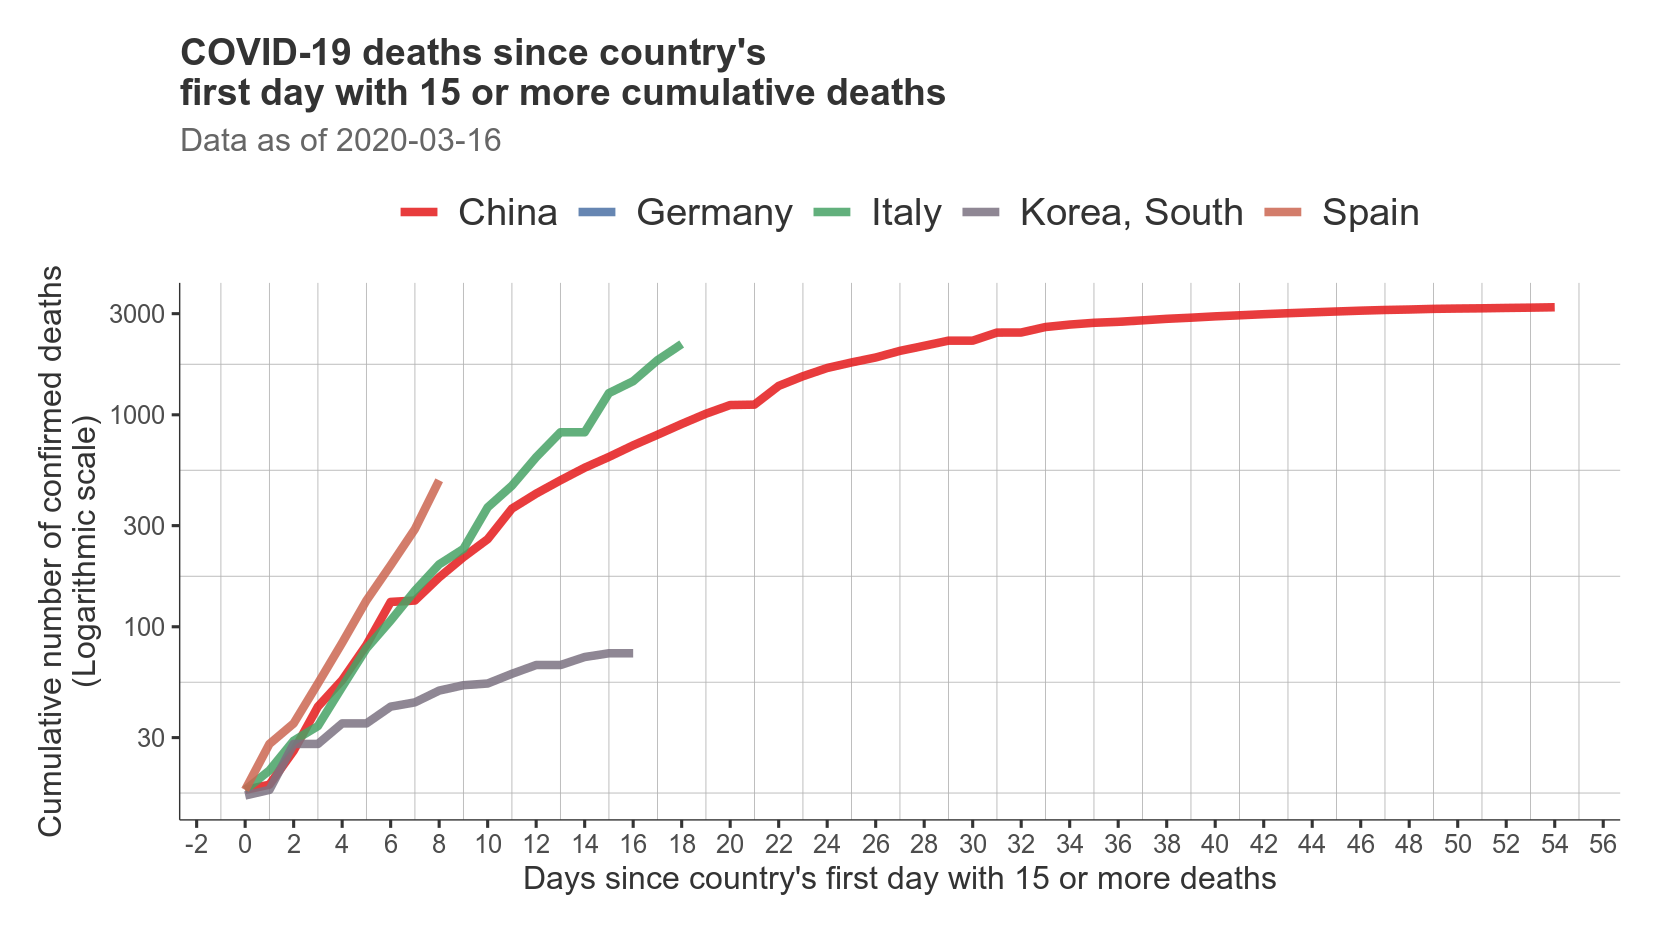 COVID-19 deaths since country's
first day with 15 or more cumulative deaths
Data as of 2020-03-16
China Germany Italy Korea, South Spain
Cumulative number of confirmed deaths
(Logarithmic scale)
3000
1000
300
100
30
-2 0 2 4 6 8 10 12 14 16 18 20 22 24 26 28 30 32 34 36 38 40 42 44 46 48 50 52 54 56
Days since country's first day with 15 or more deaths